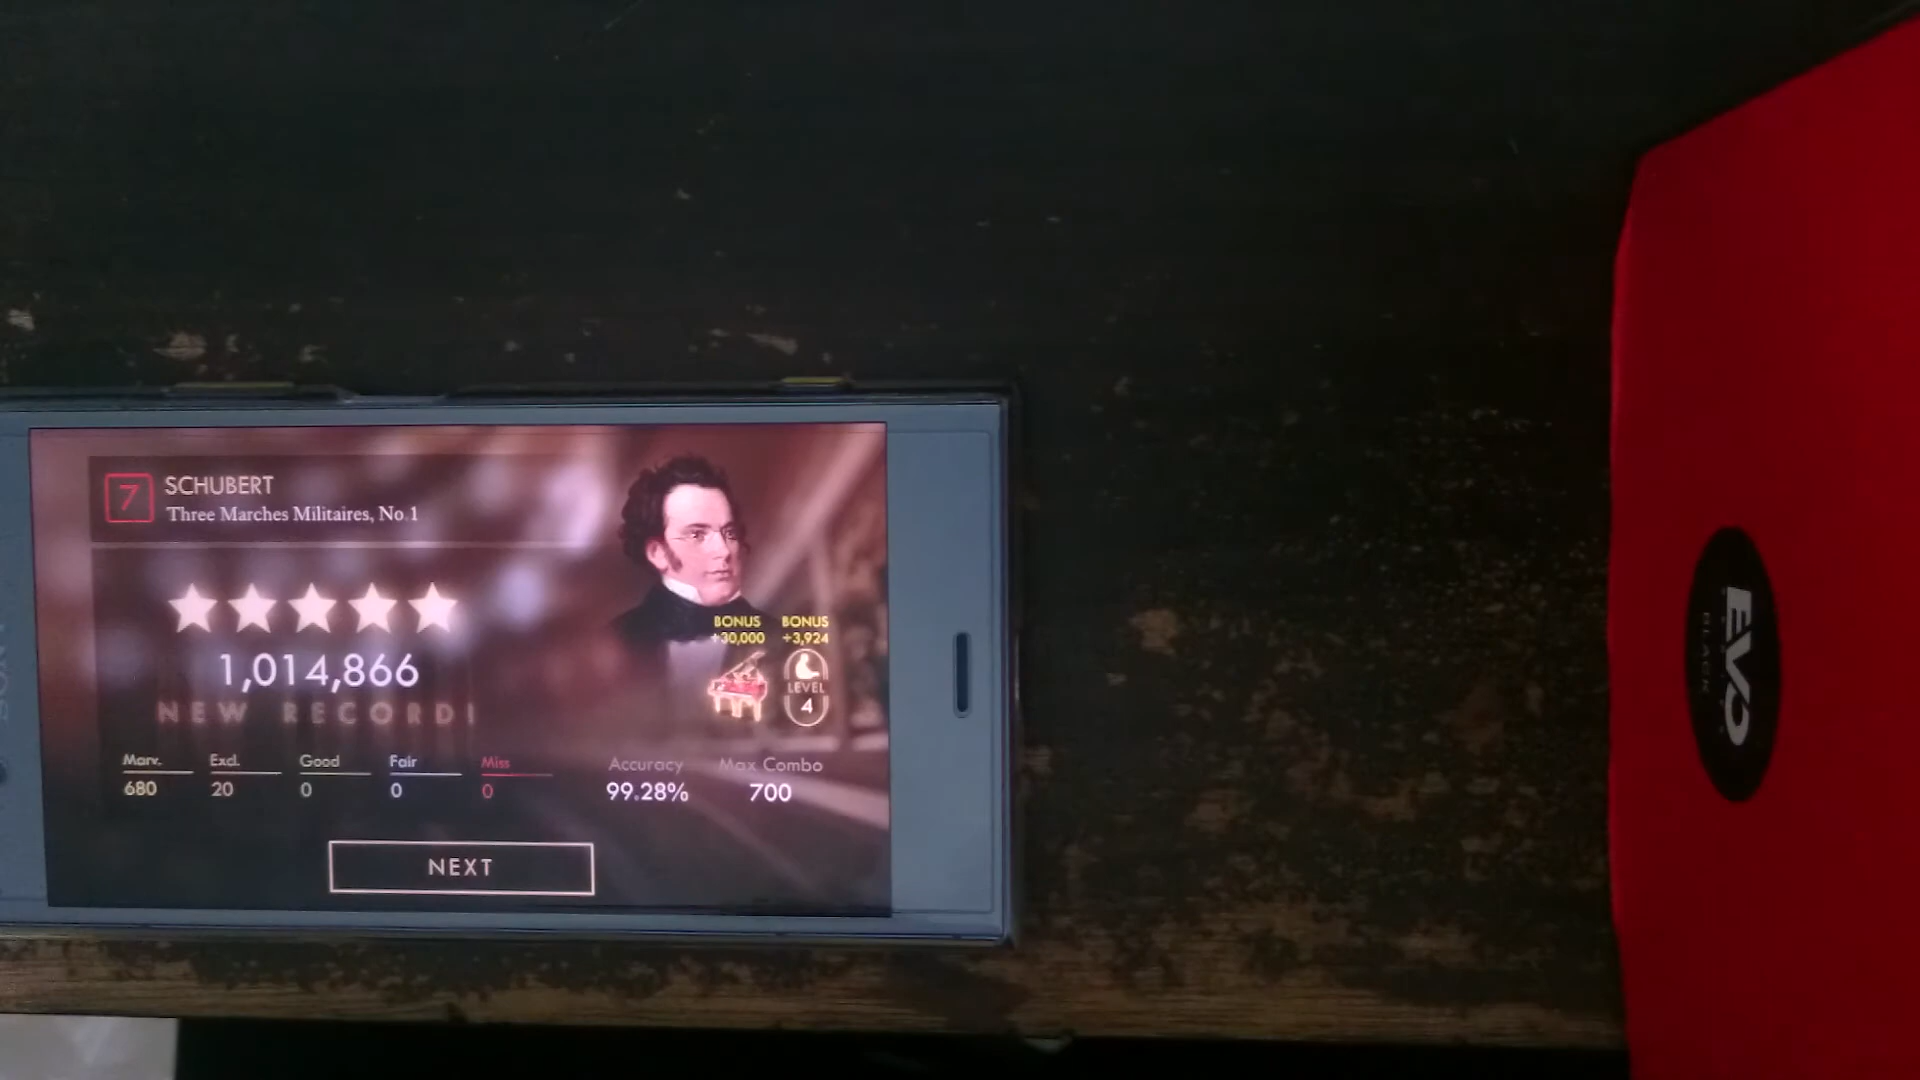 7
SCHUBERT
Three Marches Militaires, No.1
1,014,866
NEW RECORD!
BONUS BONUS
+30,000 +3,924
LEVEL
4
Marv. Excl. Good Fair Miss Accuracy Max Combo
680 20 0 0 0 99.28% 700
NEXT
SONY
EVO
BLACK